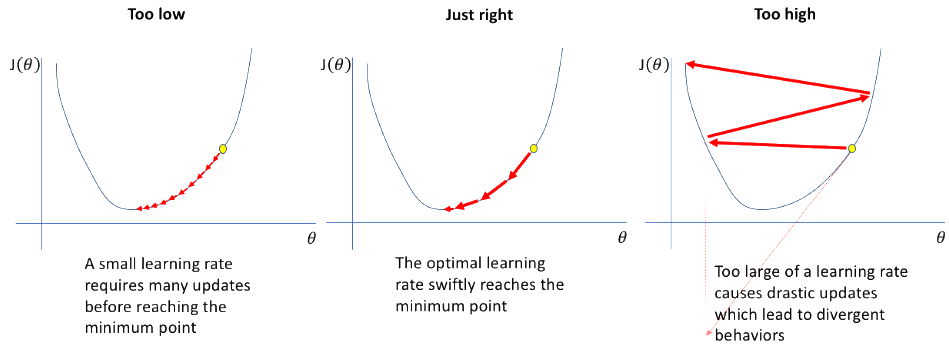 Too low
J(θ)
θ
A small learning rate
requires many updates
before reaching the
minimum point
Just right
J(θ)
θ
The optimal learning
rate swiftly reaches the
minimum point
Too high
J(θ)
θ
Too large of a learning rate
causes drastic updates
which lead to divergent
behaviors